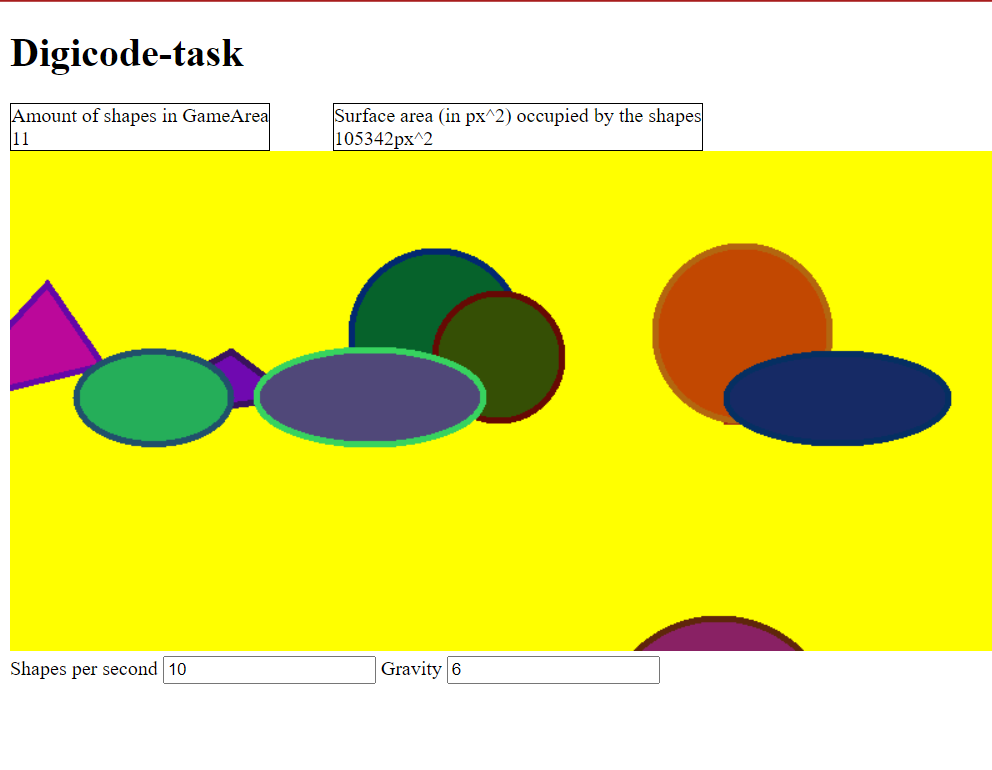 Digicode-task
Amount of shapes in GameArea
11
Surface area (in px^2) occupied by the shapes
105342px^2
Shapes per second 10 Gravity 6